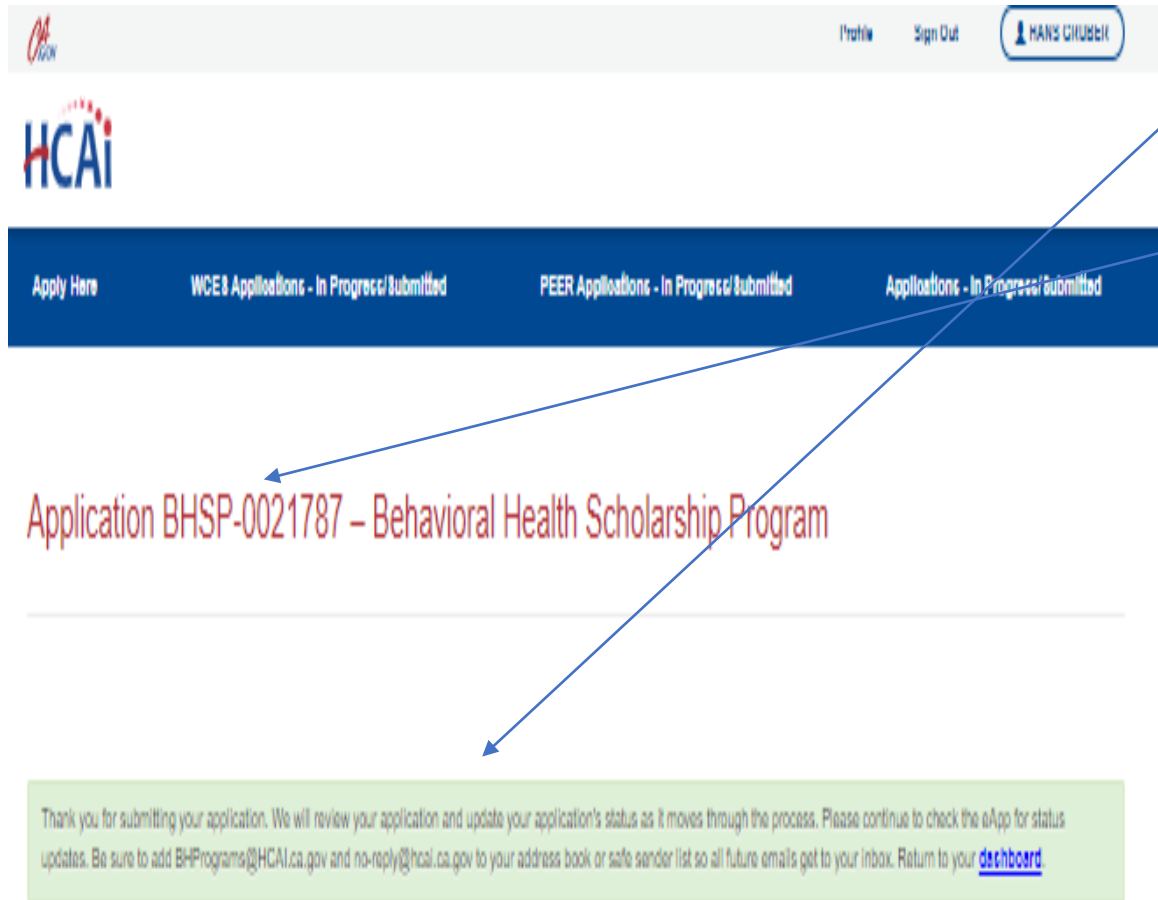 CA
.GOV
Profile Sign Out HANS GRUBER
HCAi
Apply Here WCES Applications - In Progress/Submitted PEER Applications - In Progress/Submitted Applications - In Progress/Submitted
Application BHSP-0021787 – Behavioral Health Scholarship Program
Thank you for submitting your application. We will review your application and update your application's status as it moves through the process. Please continue to check the eApp for status
updates. Be sure to add BHPrograms@HCAI.ca.gov and no-reply@hcai.ca.gov to your address book or safe sender list so all future emails get to your inbox. Return to your dashboard.